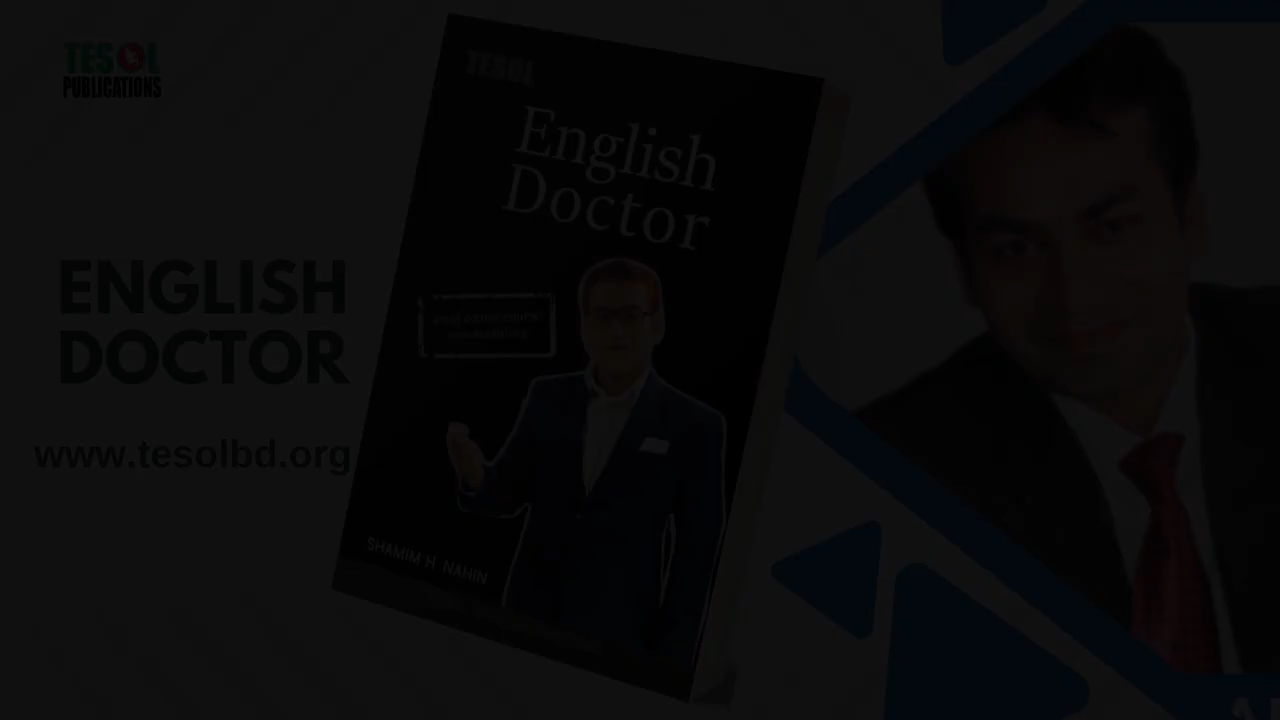 TESOL
PUBLICATIONS
ENGLISH
DOCTOR
www.tesolbd.org
TESOL
English
Doctor
SHAMIM H. NAHIN